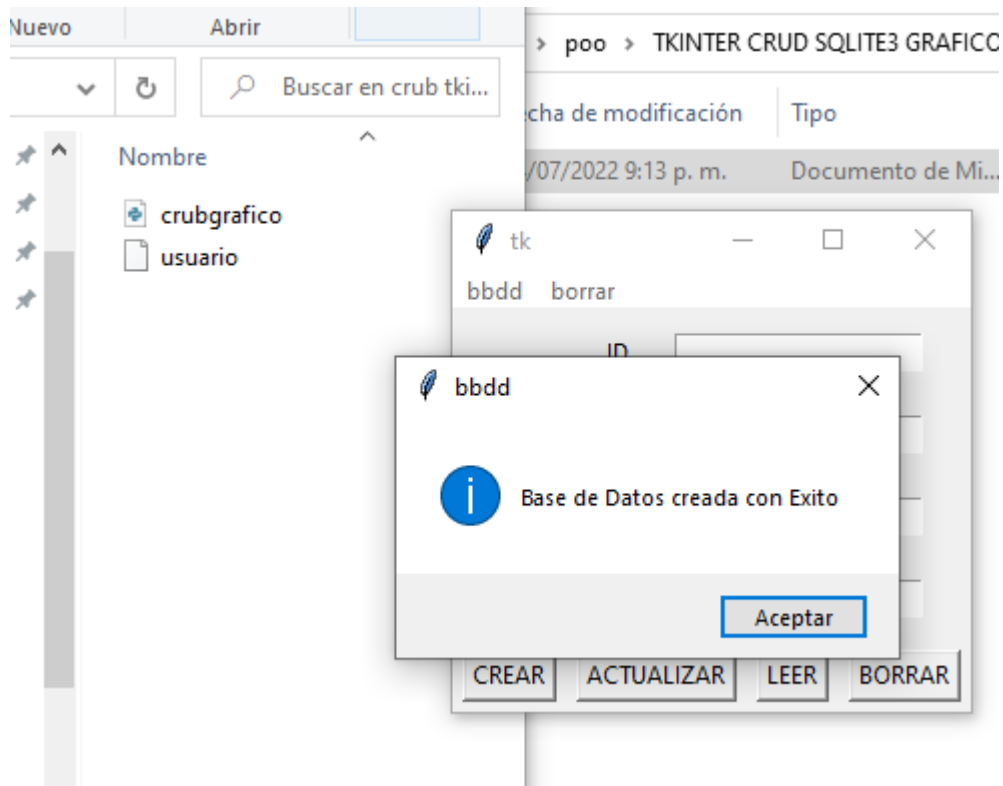 Nuevo
Abrir
Buscar en crub tki...
Nombre
crubgrafico
usuario
> poo > TKINTER CRUD SQLITE3 GRAFICO
echa de modificación
Tipo
/07/2022 9:13 p. m.
Documento de Mi...
tk
bbdd borrar
ID
bbdd
Base de Datos creada con Exito
Aceptar
CREAR
ACTUALIZAR
LEER
BORRAR